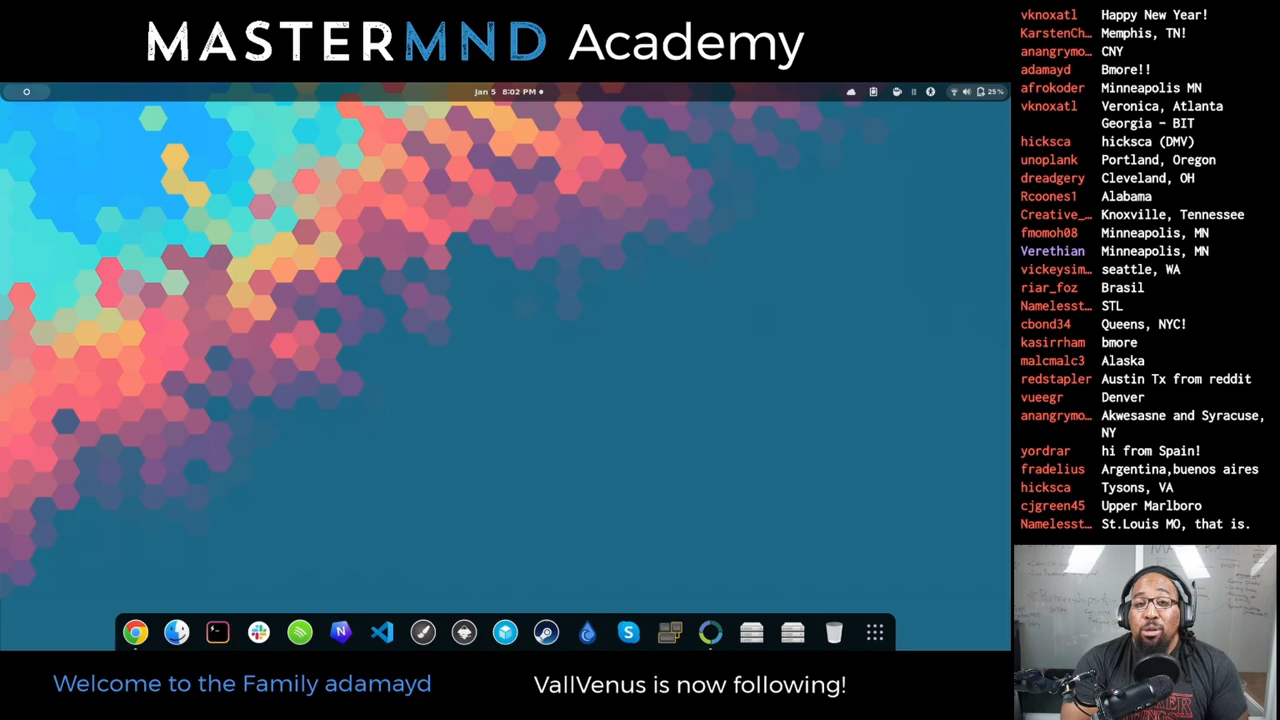 MASTERMND Academy
Jan 5 8:02 PM
25%
vknoxatl Happy New Year!
KarstenCh… Memphis, TN!
anangrymo… CNY
adamayd Bmore!!
afrokoder Minneapolis MN
vknoxatl Veronica, Atlanta
Georgia - BIT
hicksca hicksca (DMV)
unoplank Portland, Oregon
dreadgery Cleveland, OH
Rcoones1 Alabama
Creative_… Knoxville, Tennessee
fmomoh08 Minneapolis, MN
Verethian Minneapolis, MN
vickeysim… seattle, WA
riar_foz Brasil
Namelesst… STL
cbond34 Queens, NYC!
kasirrham bmore
malcmalc3 Alaska
redstapler Austin Tx from reddit
vueegr Denver
anangrymo… Akwesasne and Syracuse,
NY
yordrar hi from Spain!
fradelius Argentina,buenos aires
hicksca Tysons, VA
cjgreen45 Upper Marlboro
Namelesst… St.Louis MO, that is.
N
S
Welcome to the Family adamayd
VallVenus is now following!